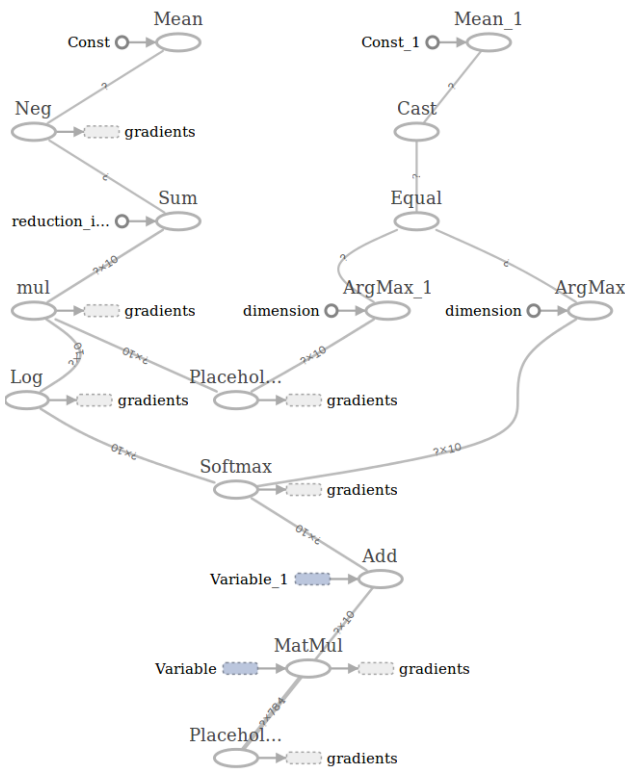 Mean
Mean_1
Const
Const_1
?
?
Neg
Cast
gradients
?
?
Sum
Equal
reduction_i...
?×10
?
?
mul
ArgMax_1
ArgMax
gradients
dimension
dimension
?×10
?×10
?×10
Log
Placehol...
gradients
gradients
?×10
?×10
Softmax
gradients
?×10
Add
Variable_1
?×10
MatMul
Variable
gradients
?×784
Placehol...
gradients